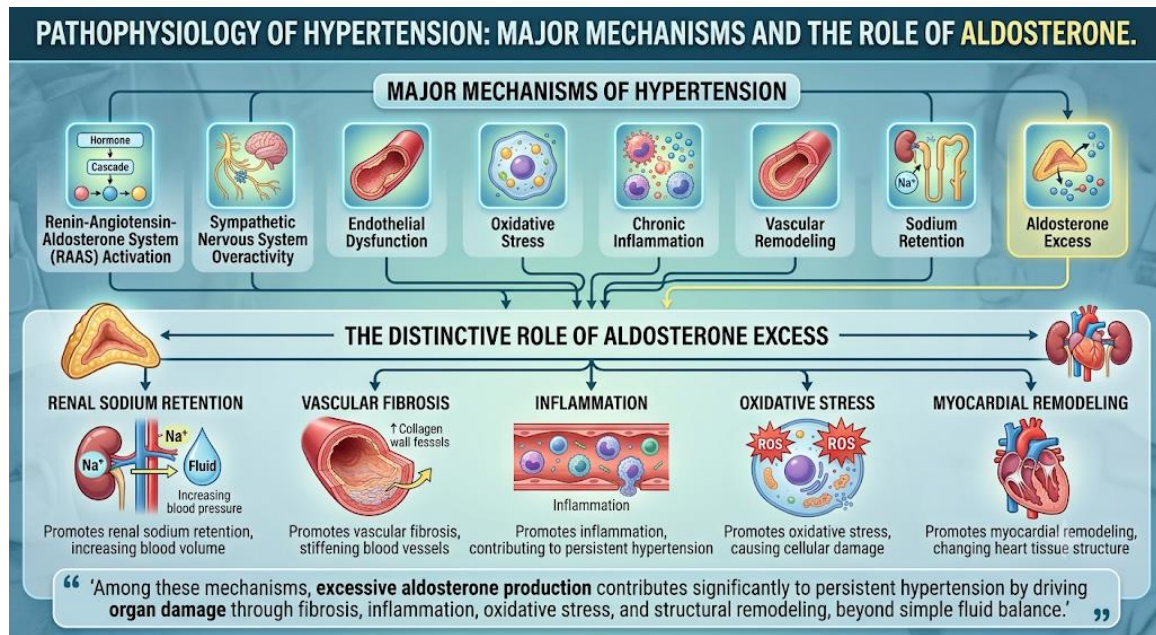 PATHOPHYSIOLOGY OF HYPERTENSION: MAJOR MECHANISMS AND THE ROLE OF ALDOSTERONE.
MAJOR MECHANISMS OF HYPERTENSION
Hormone
Cascade
Renin-Angiotensin-
Aldosterone System
(RAAS) Activation
Sympathetic
Nervous System
Overactivity
Endothelial
Dysfunction
Oxidative
Stress
Chronic
Inflammation
Vascular
Remodeling
Na⁺
Sodium
Retention
Aldosterone
Excess
THE DISTINCTIVE ROLE OF ALDOSTERONE EXCESS
RENAL SODIUM RETENTION
Na⁺
Na⁺
Fluid
Increasing
blood pressure
Promotes renal sodium retention,
increasing blood volume
VASCULAR FIBROSIS
↑ Collagen
wall fessels
Promotes vascular fibrosis,
stiffening blood vessels
INFLAMMATION
Inflammation
Promotes inflammation,
contributing to persistent hypertension
OXIDATIVE STRESS
ROS
ROS
Promotes oxidative stress,
causing cellular damage
MYOCARDIAL REMODELING
Promotes myocardial remodeling,
changing heart tissue structure
“ ‘Among these mechanisms, excessive aldosterone production contributes significantly to persistent hypertension by driving
organ damage through fibrosis, inflammation, oxidative stress, and structural remodeling, beyond simple fluid balance.’ ”